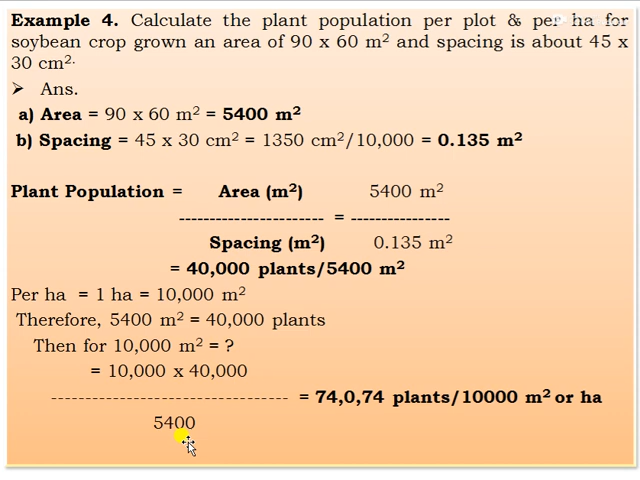 Example 4. Calculate the plant population per plot & per ha for
soybean crop grown an area of 90 x 60 m² and spacing is about 45 x
30 cm².
➢ Ans.
a) Area = 90 x 60 m² = 5400 m²
b) Spacing = 45 x 30 cm² = 1350 cm²/10,000 = 0.135 m²
Plant Population = Area (m²) 5400 m²
------------------------ = ----------------
Spacing (m²) 0.135 m²
= 40,000 plants/5400 m²
Per ha = 1 ha = 10,000 m²
Therefore, 5400 m² = 40,000 plants
Then for 10,000 m² = ?
= 10,000 x 40,000
---------------------------------- = 74,0,74 plants/10000 m² or ha
5400